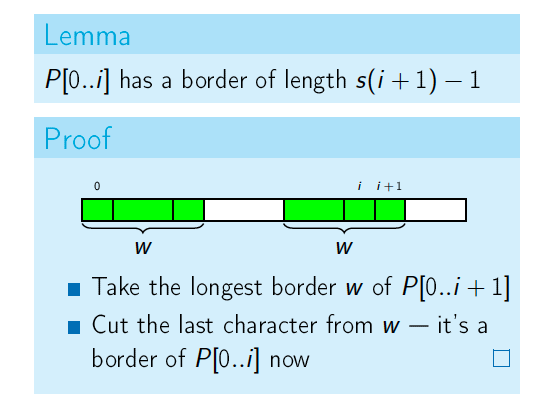 Lemma
P[0..i] has a border of length s(i + 1) − 1
Proof
0 i i + 1
w w
Take the longest border w of P[0..i + 1]
Cut the last character from w — it's a
border of P[0..i] now □